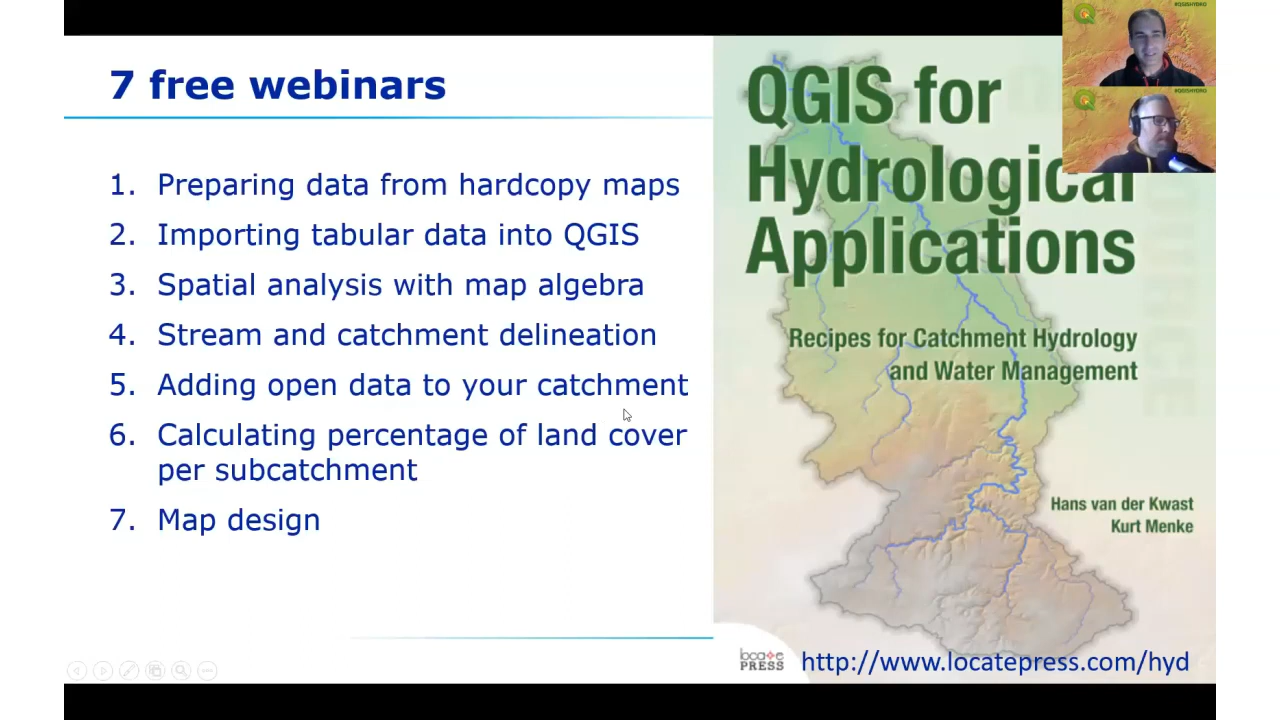 7 free webinars
1. Preparing data from hardcopy maps
2. Importing tabular data into QGIS
3. Spatial analysis with map algebra
4. Stream and catchment delineation
5. Adding open data to your catchment
6. Calculating percentage of land cover
per subcatchment
7. Map design
QGIS for
Hydrological
Applications
Recipes for Catchment Hydrology
and Water Management
Hans van der Kwast
Kurt Menke
locate
PRESS
http://www.locatepress.com/hyd
#QGISHYDRO
#QGISHYDRO